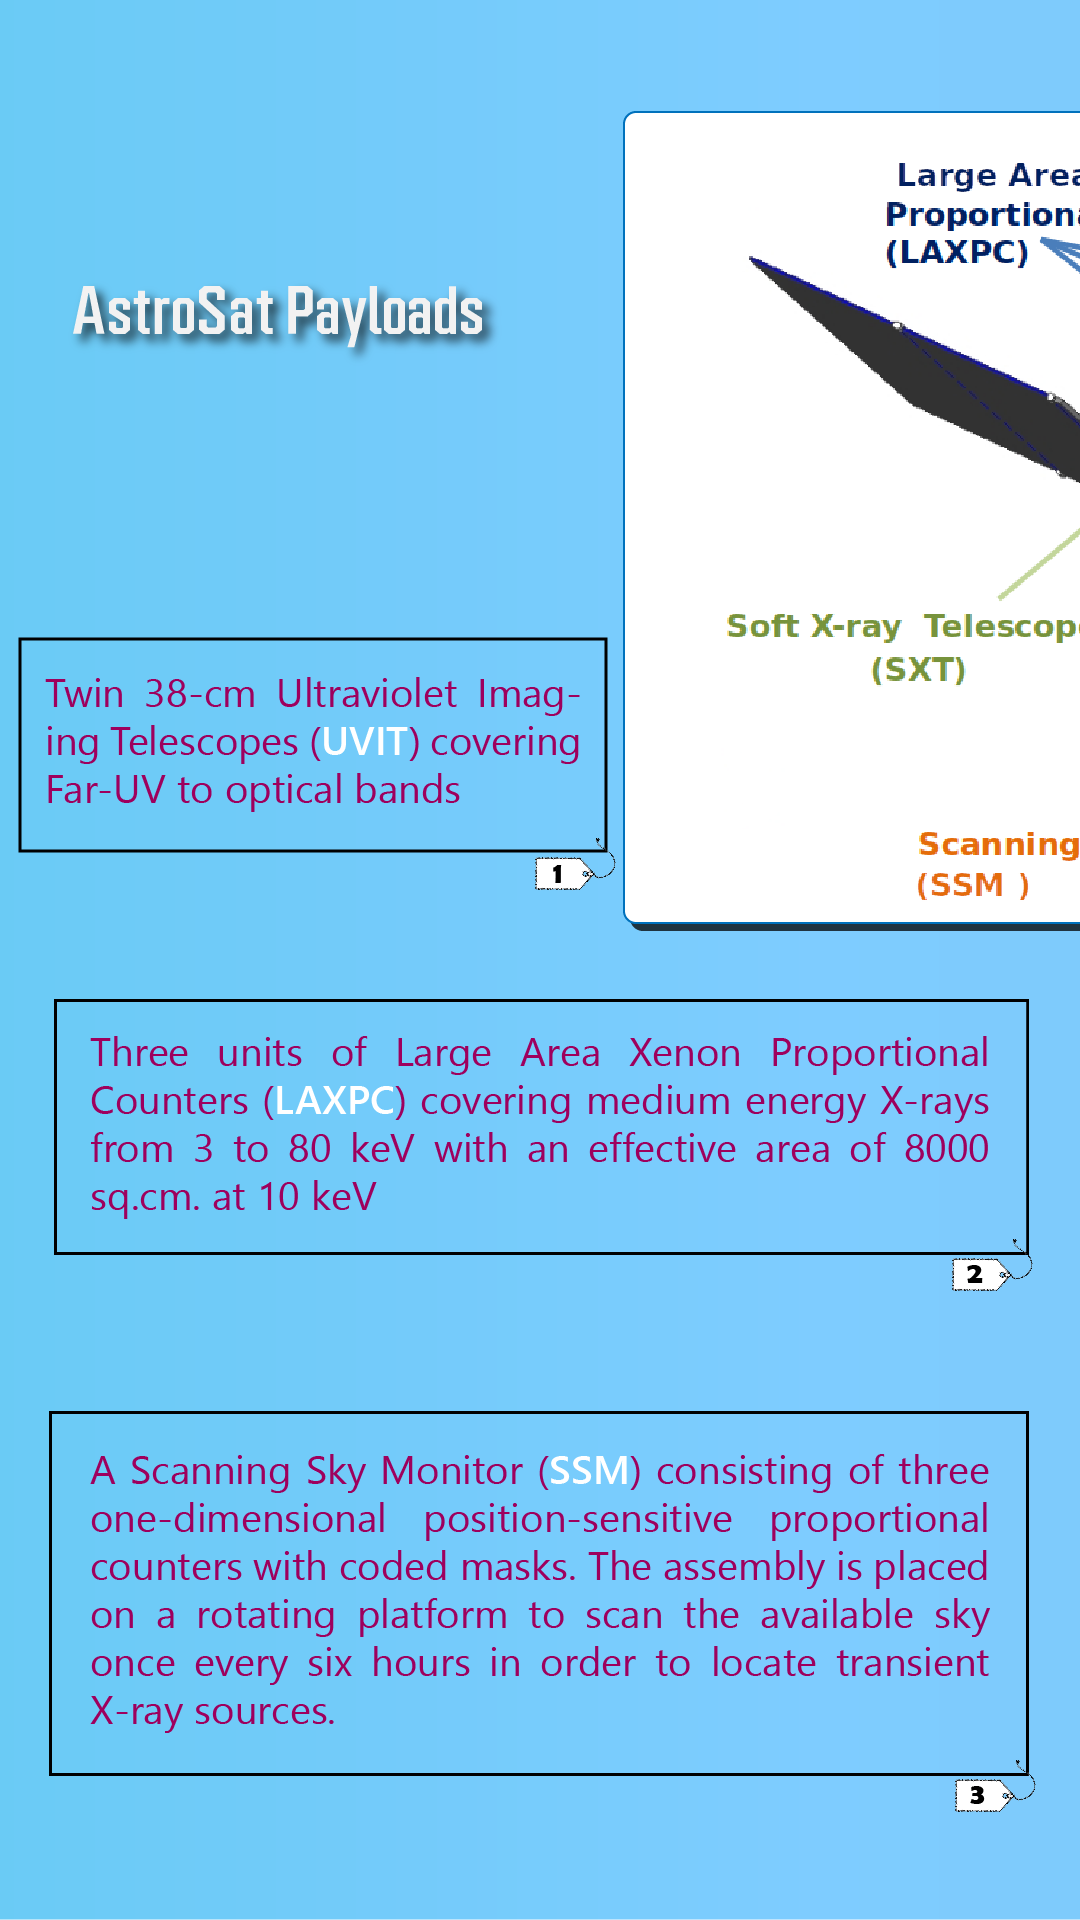 AstroSat Payloads
Large Area
Proportiona
(LAXPC)
Soft X-ray Telescope
(SXT)
Scanning
(SSM )
Twin 38-cm Ultraviolet Imag-
ing Telescopes (UVIT) covering
Far-UV to optical bands
1
Three units of Large Area Xenon Proportional
Counters (LAXPC) covering medium energy X-rays
from 3 to 80 keV with an effective area of 8000
sq.cm. at 10 keV
2
A Scanning Sky Monitor (SSM) consisting of three
one-dimensional position-sensitive proportional
counters with coded masks. The assembly is placed
on a rotating platform to scan the available sky
once every six hours in order to locate transient
X-ray sources.
3